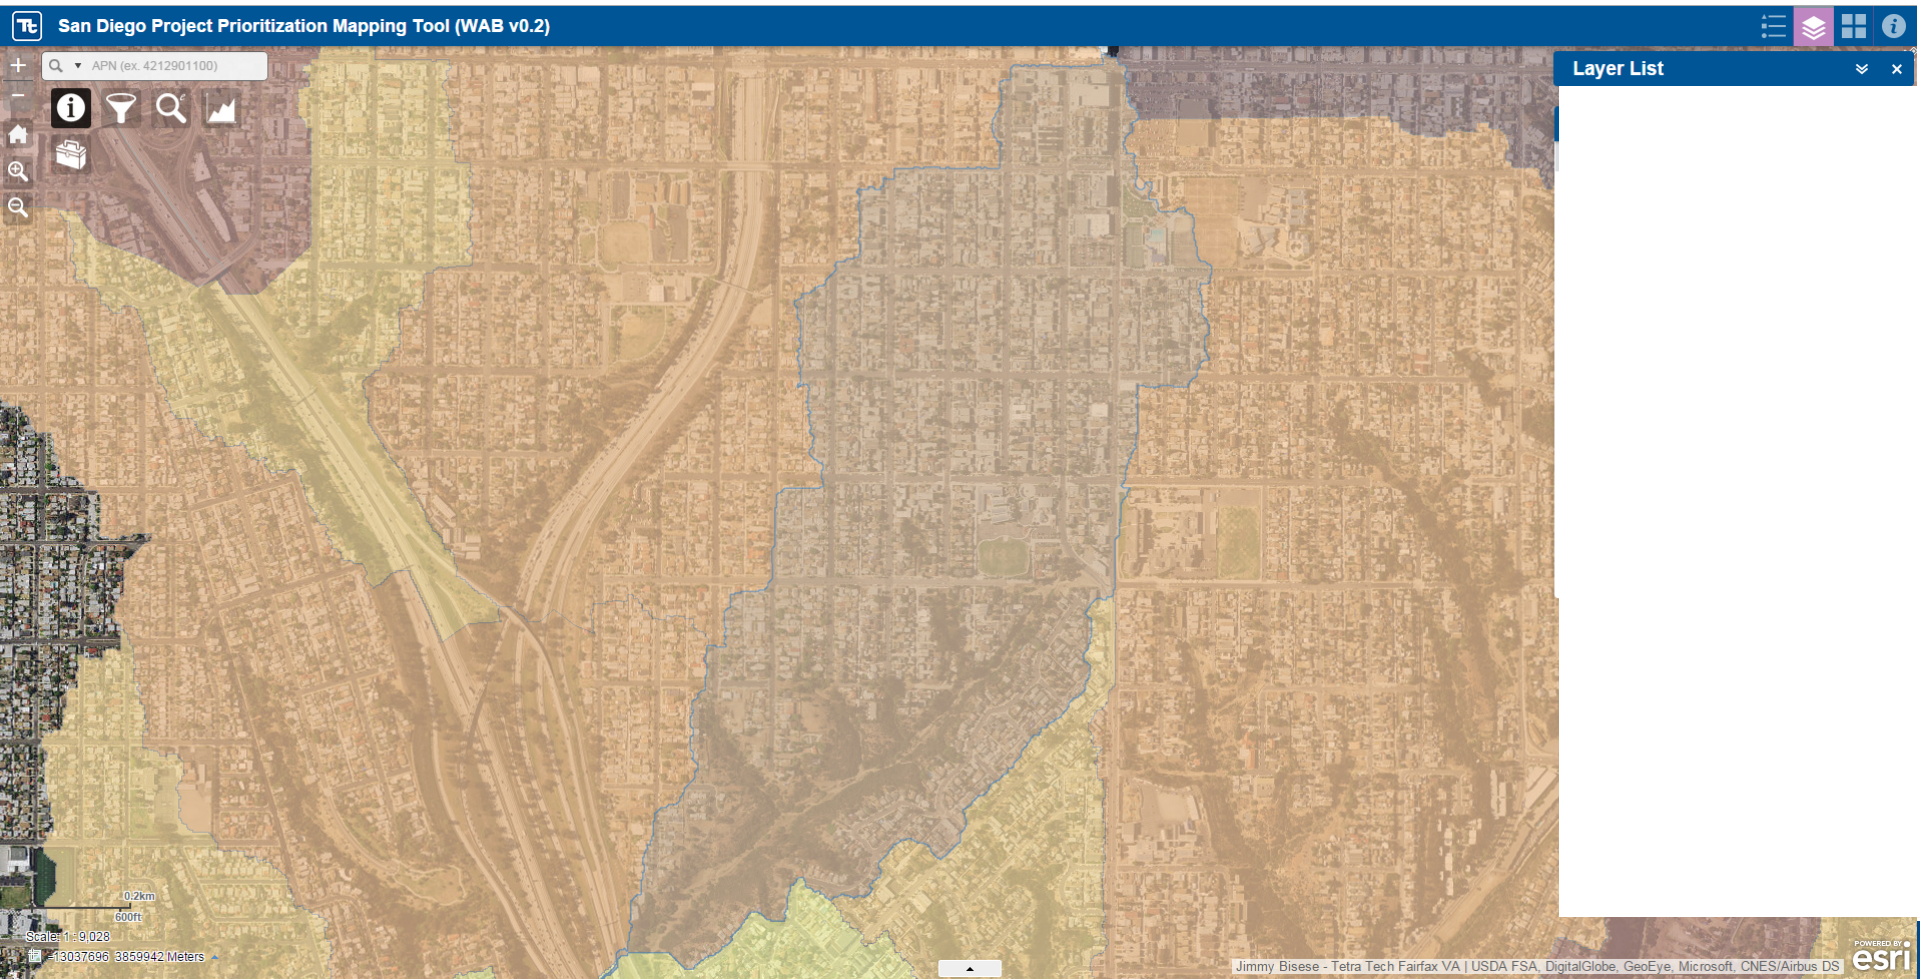 Tt
San Diego Project Prioritization Mapping Tool (WAB v0.2)
APN (ex. 4212901100)
Layer List
0.2km
600ft
Scale: 1 : 9,028
-13037696 3859942 Meters
Jimmy Bisese - Tetra Tech Fairfax VA | USDA FSA, DigitalGlobe, GeoEye, Microsoft, CNES/Airbus DS
POWERED BY
esri